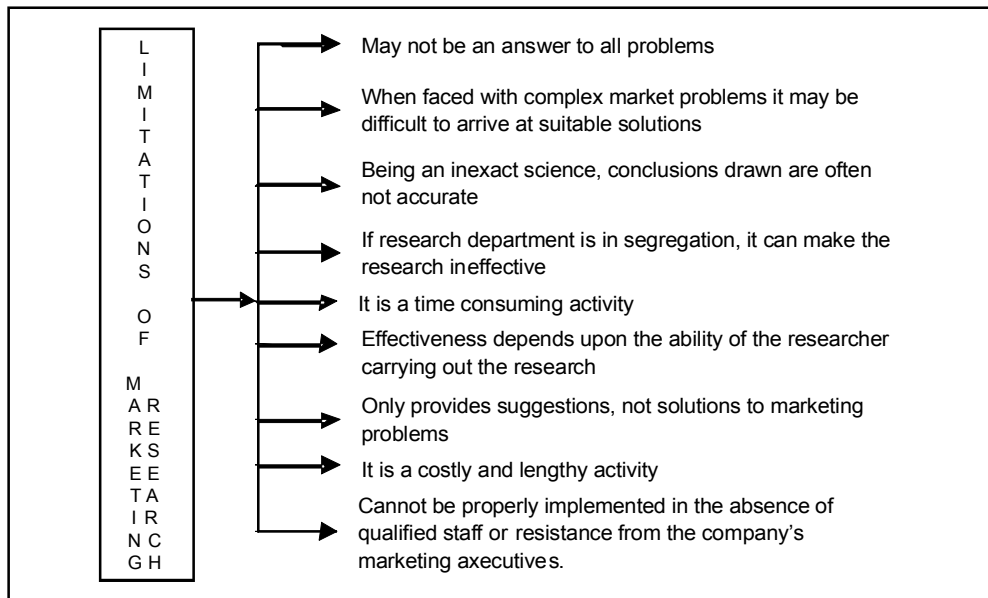 LIMITATIONS OF MARKETING RESEARCH
May not be an answer to all problems
When faced with complex market problems it may be
difficult to arrive at suitable solutions
Being an inexact science, conclusions drawn are often
not accurate
If research department is in segregation, it can make the
research ineffective
It is a time consuming activity
Effectiveness depends upon the ability of the researcher
carrying out the research
Only provides suggestions, not solutions to marketing
problems
It is a costly and lengthy activity
Cannot be properly implemented in the absence of
qualified staff or resistance from the company's
marketing axecutives.